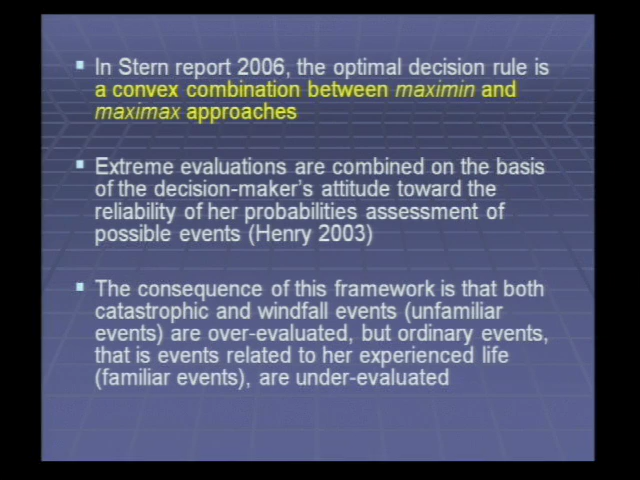 In Stern report 2006, the optimal decision rule is
a convex combination between maximin and
maximax approaches
Extreme evaluations are combined on the basis
of the decision-maker's attitude toward the
reliability of her probabilities assessment of
possible events (Henry 2003)
The consequence of this framework is that both
catastrophic and windfall events (unfamiliar
events) are over-evaluated, but ordinary events,
that is events related to her experienced life
(familiar events), are under-evaluated